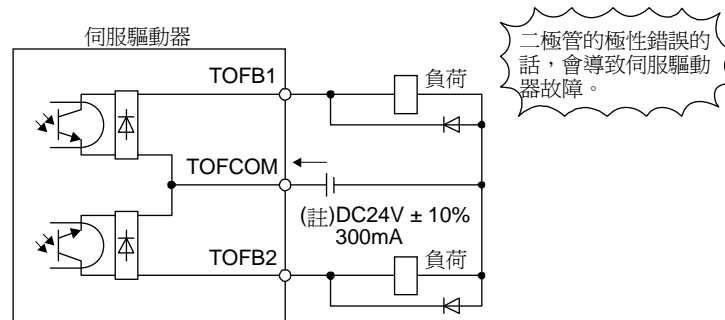 伺服驅動器
TOFB1
負荷
二極管的極性錯誤的
話，會導致伺服驅動
器故障。
TOFCOM
(註)DC24V ± 10%
300mA
TOFB2
負荷